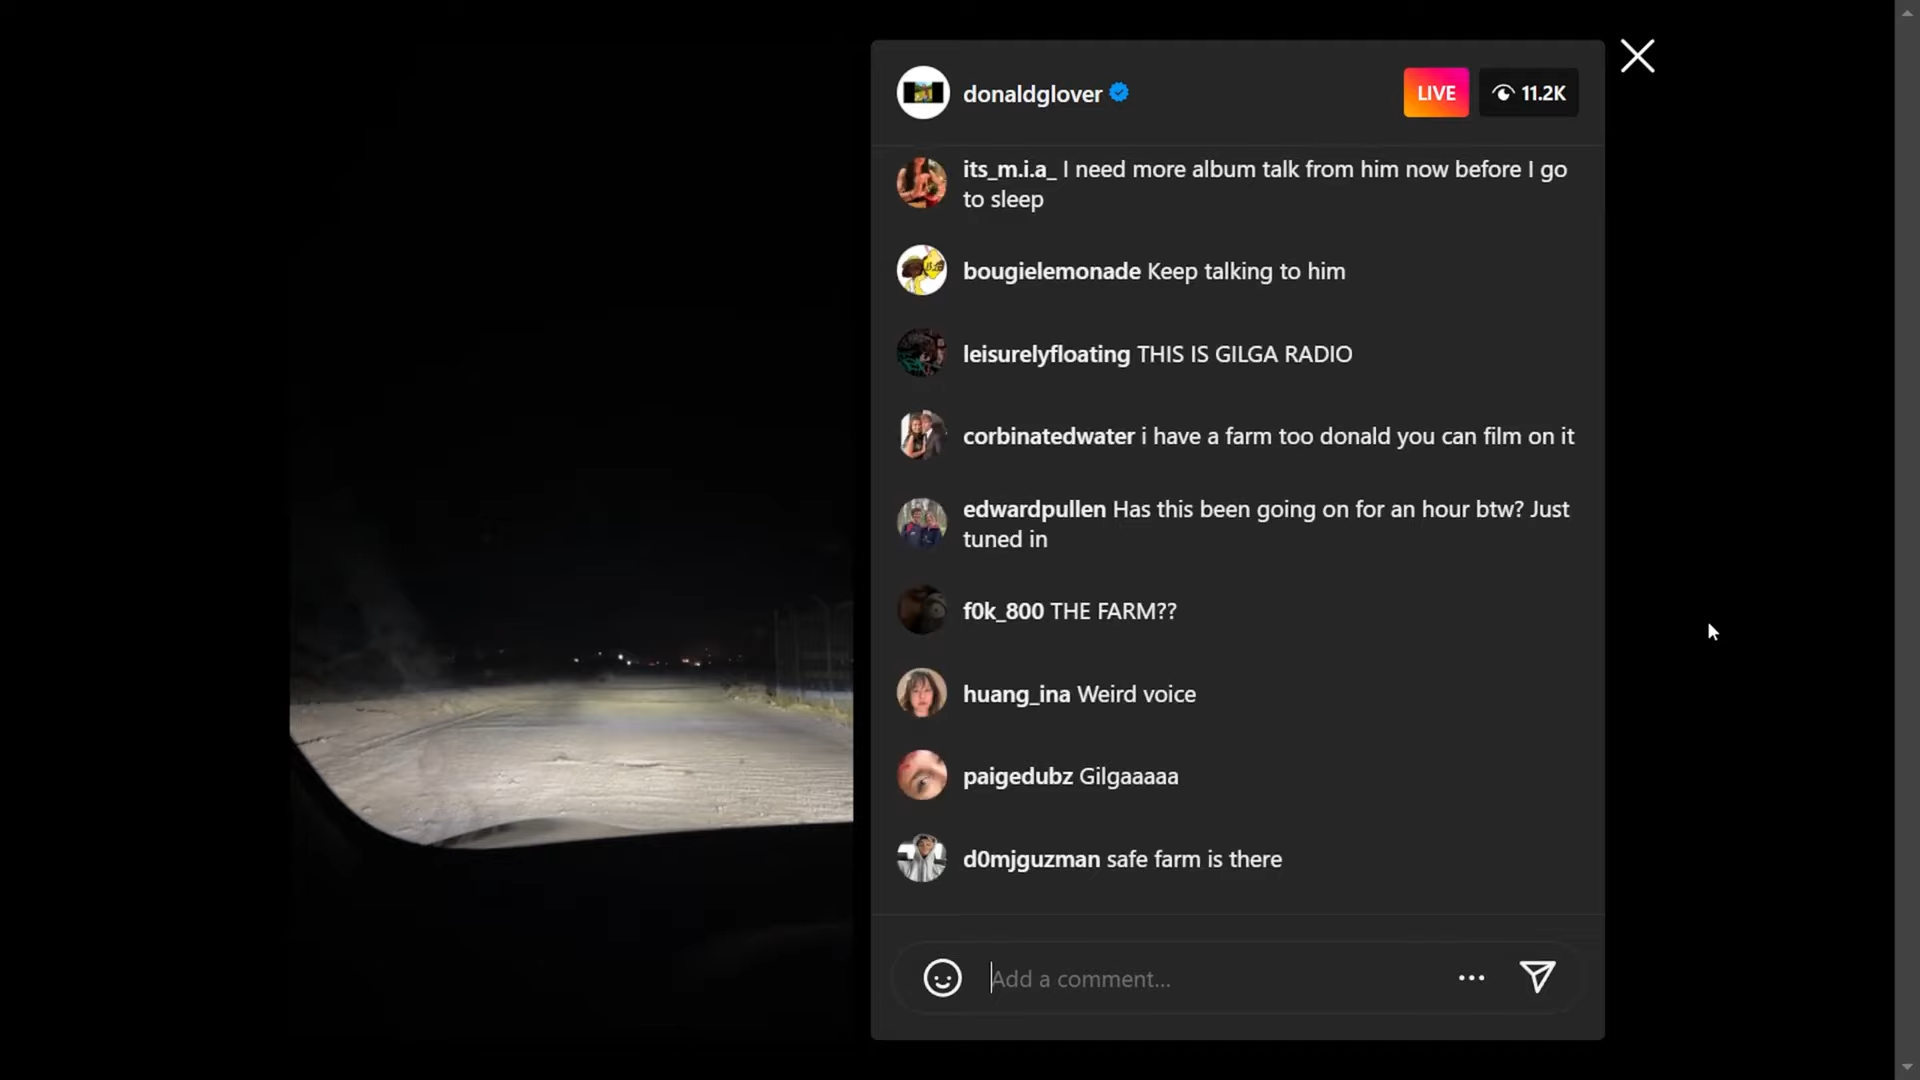 donaldglover
LIVE
11.2K
its_m.i.a_ I need more album talk from him now before I go
to sleep
bougielemonade Keep talking to him
leisurelyfloating THIS IS GILGA RADIO
corbinatedwater i have a farm too donald you can film on it
edwardpullen Has this been going on for an hour btw? Just
tuned in
f0k_800 THE FARM??
huang_ina Weird voice
paigedubz Gilgaaaaa
d0mjguzman safe farm is there
Add a comment...